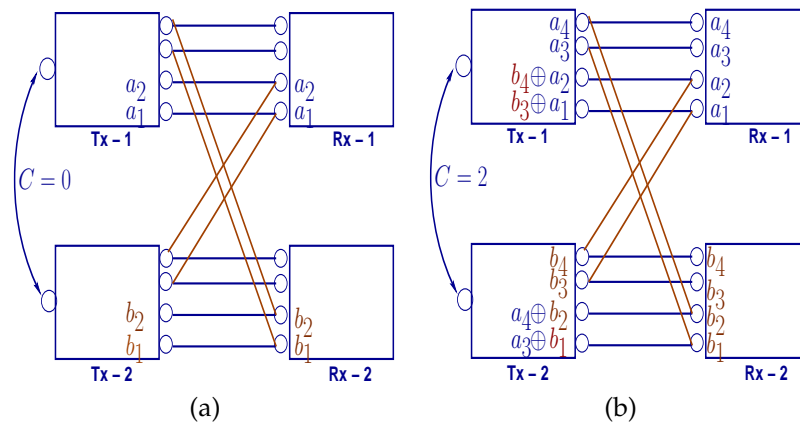 a₂
a₁
a₂
a₁
Tx – 1
Rx – 1
C = 0
b₂
b₁
b₂
b₁
Tx – 2
Rx – 2
(a)
a₄
a₃
b₄⊕a₂
b₃⊕a₁
a₄
a₃
a₂
a₁
Tx – 1
Rx – 1
C = 2
b₄
b₃
a₄⊕b₂
a₃⊕b₁
b₄
b₃
b₂
b₁
Tx – 2
Rx – 2
(b)